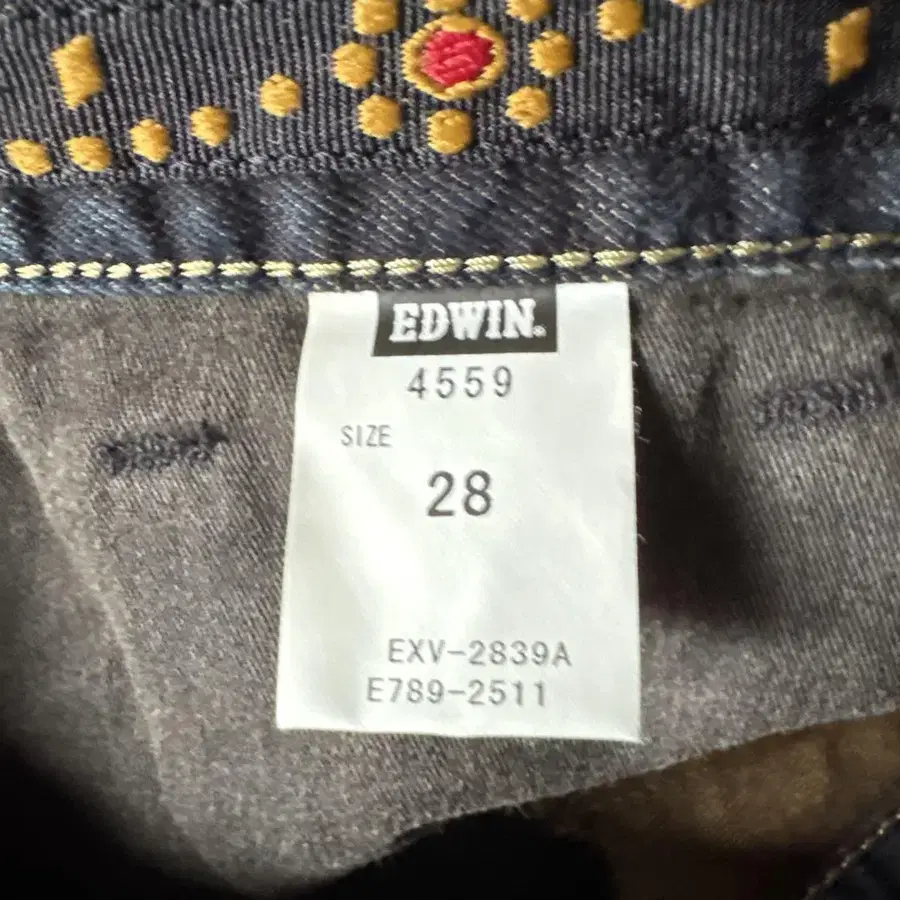 EDWIN.
4559
SIZE
28
EXV-2839A
E789-2511